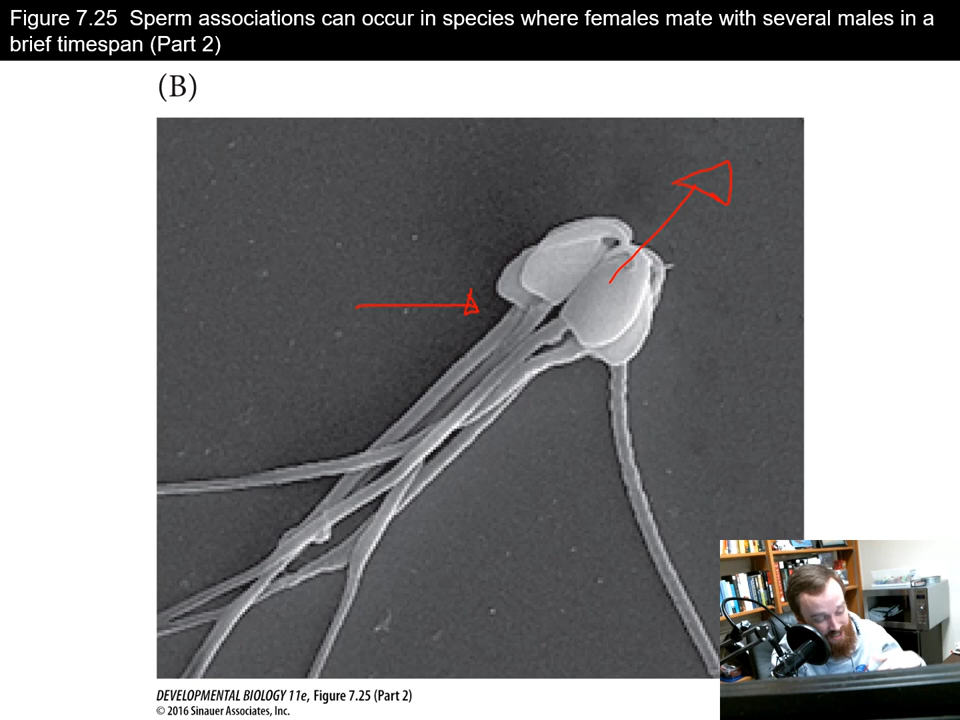 Figure 7.25 Sperm associations can occur in species where females mate with several males in a
brief timespan (Part 2)
(B)
DEVELOPMENTAL BIOLOGY 11e, Figure 7.25 (Part 2)
© 2016 Sinauer Associates, Inc.